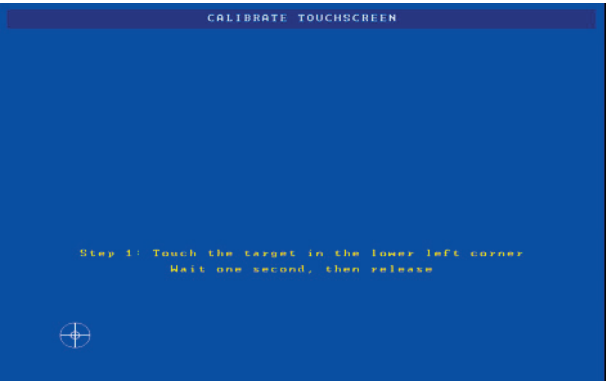 CALIBRATE TOUCHSCREEN
Step 1: Touch the target in the lower left corner
Wait one second, then release